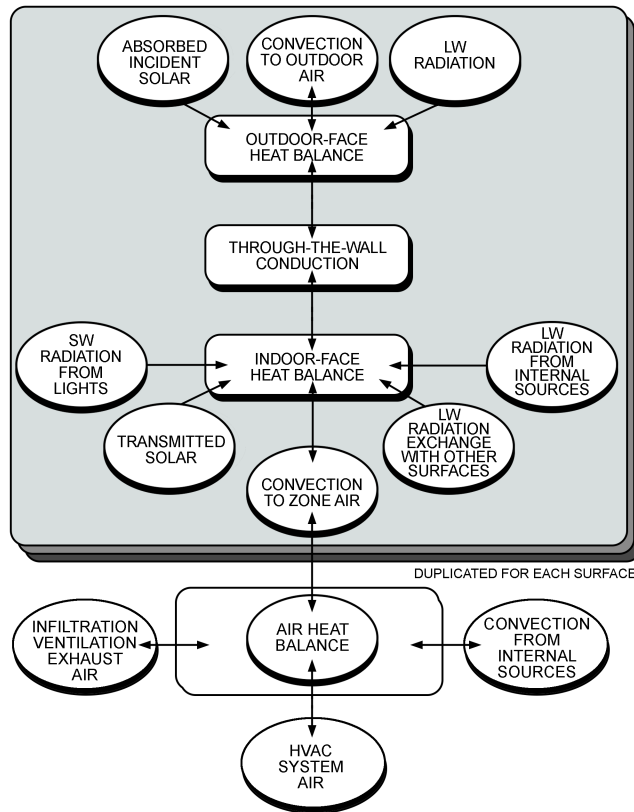 ABSORBED
INCIDENT
SOLAR
CONVECTION
TO OUTDOOR
AIR
LW
RADIATION
OUTDOOR-FACE
HEAT BALANCE
THROUGH-THE-WALL
CONDUCTION
SW
RADIATION
FROM
LIGHTS
INDOOR-FACE
HEAT BALANCE
LW
RADIATION
FROM
INTERNAL
SOURCES
TRANSMITTED
SOLAR
LW
RADIATION
EXCHANGE
WITH OTHER
SURFACES
CONVECTION
TO ZONE AIR
DUPLICATED FOR EACH SURFACE
INFILTRATION
VENTILATION
EXHAUST
AIR
AIR HEAT
BALANCE
CONVECTION
FROM
INTERNAL
SOURCES
HVAC
SYSTEM
AIR